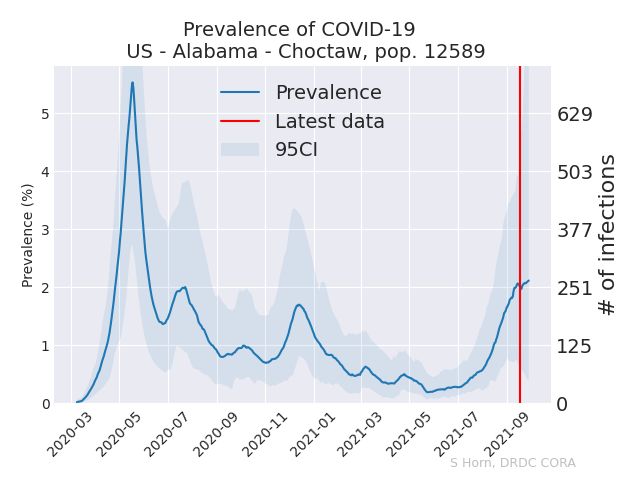 Prevalence of COVID-19
US - Alabama - Choctaw, pop. 12589
Prevalence
Latest data
95CI
Prevalence (%)
5
4
3
2
1
0
629
503
377
251
125
0
# of infections
2020-03
2020-05
2020-07
2020-09
2020-11
2021-01
2021-03
2021-05
2021-07
2021-09
S Horn, DRDC CORA